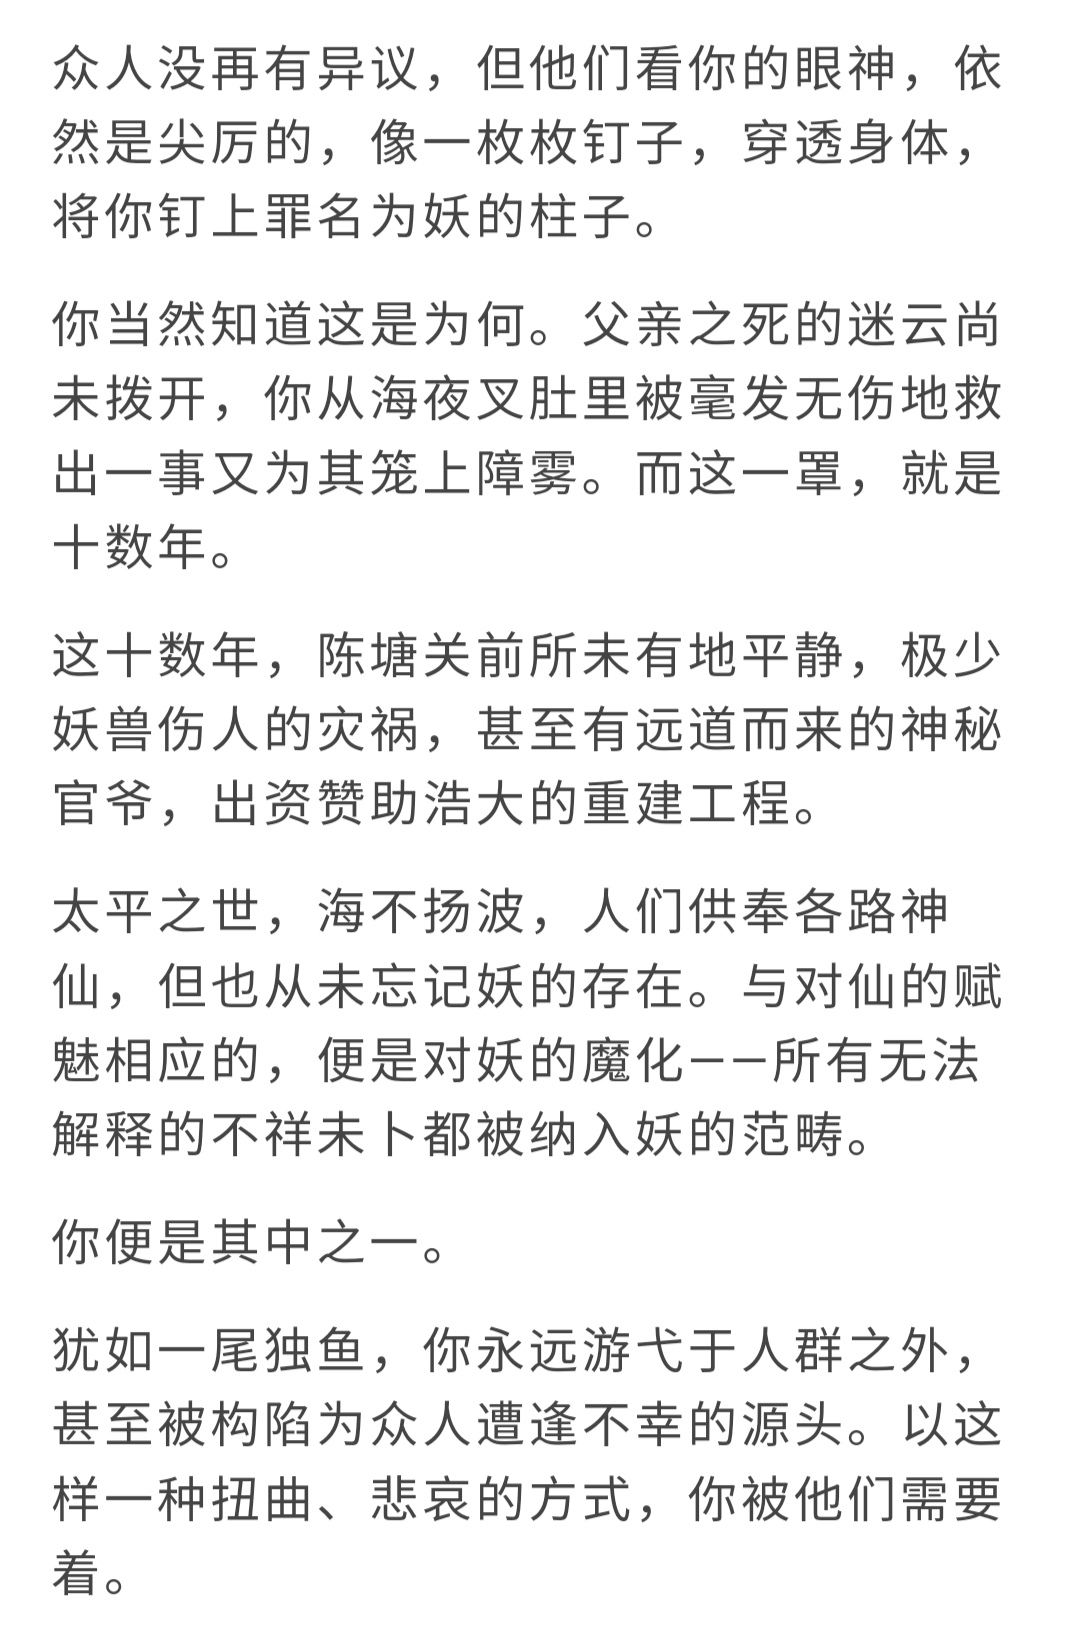 众人没再有异议，但他们看你的眼神，依
然是尖厉的，像一枚枚钉子，穿透身体，
将你钉上罪名为妖的柱子。
你当然知道这是为何。父亲之死的迷云尚
未拨开，你从海夜叉肚里被毫发无伤地救
出一事又为其笼上障雾。而这一罩，就是
十数年。
这十数年，陈塘关前所未有地平静，极少
妖兽伤人的灾祸，甚至有远道而来的神秘
官爷，出资赞助浩大的重建工程。
太平之世，海不扬波，人们供奉各路神
仙，但也从未忘记妖的存在。与对仙的赋
魅相应的，便是对妖的魔化——所有无法
解释的不祥未卜都被纳入妖的范畴。
你便是其中之一。
犹如一尾独鱼，你永远游弋于人群之外，
甚至被构陷为众人遭逢不幸的源头。以这
样一种扭曲、悲哀的方式，你被他们需要
着。